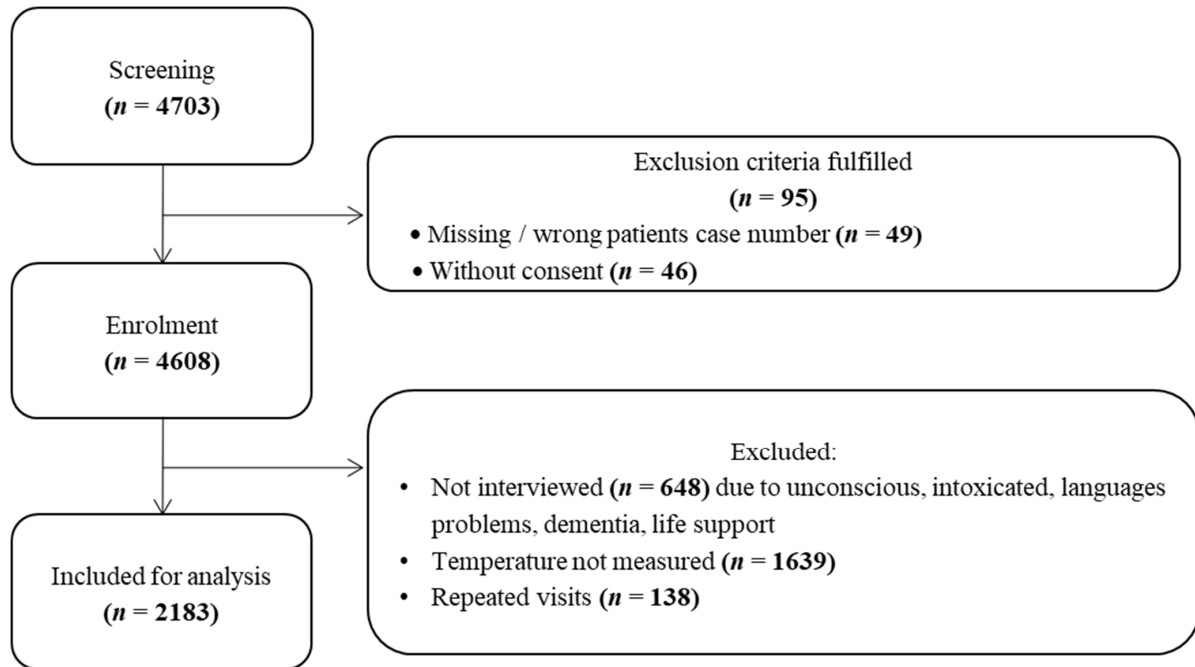 Screening
(n = 4703)
Exclusion criteria fulfilled
(n = 95)
• Missing / wrong patients case number (n = 49)
• Without consent (n = 46)
Enrolment
(n = 4608)
Excluded:
• Not interviewed (n = 648) due to unconscious, intoxicated, languages
problems, dementia, life support
• Temperature not measured (n = 1639)
• Repeated visits (n = 138)
Included for analysis
(n = 2183)